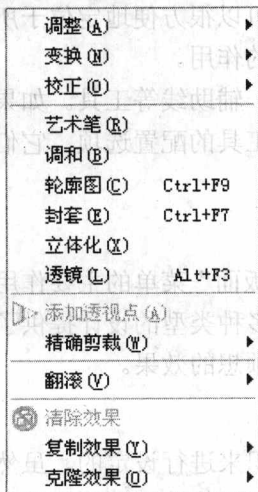 调整(A)
变换(N)
校正(O)
艺术笔(R)
调和(B)
轮廓图(C) Ctrl+F9
封套(E) Ctrl+F7
立体化(X)
透镜(L) Alt+F3
添加透视点(A)
精确剪裁(W)
翻滚(V)
清除效果
复制效果(Y)
克隆效果(O)